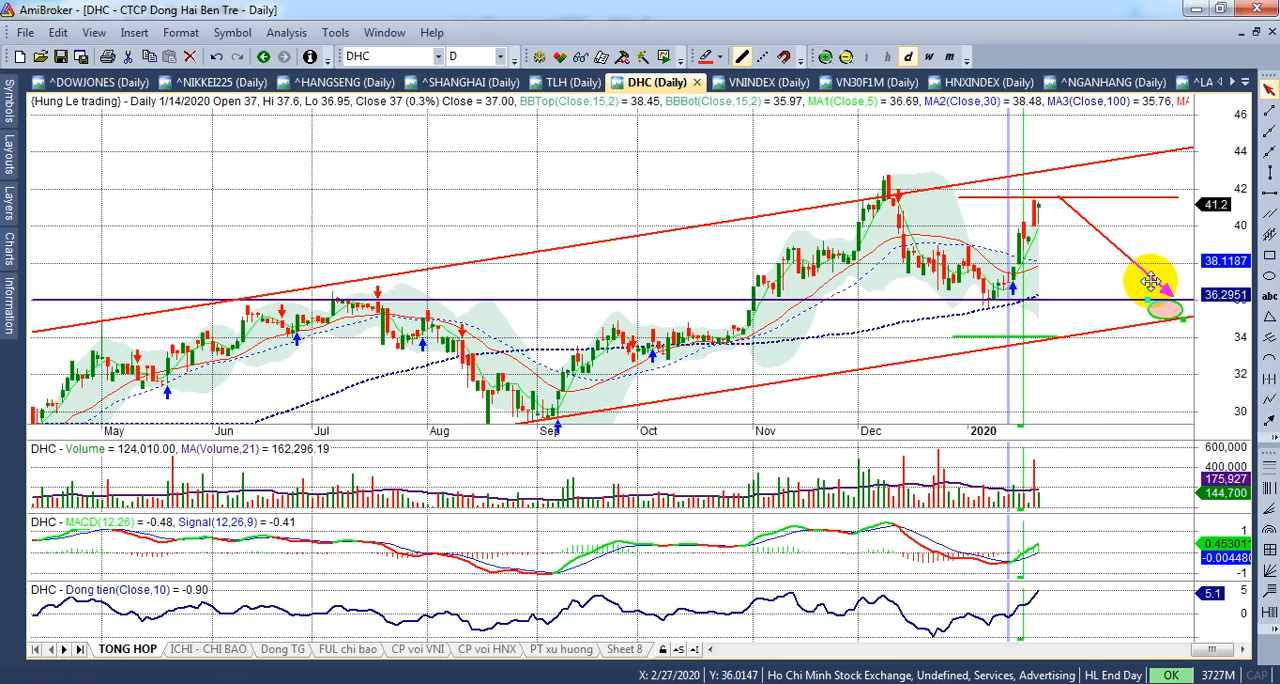 AmiBroker - [DHC - CTCP Dong Hai Ben Tre - Daily]
File Edit View Insert Format Symbol Analysis Tools Window Help
DHC D i h d w m
^DOWJONES (Daily) ^NIKKEI225 (Daily) ^HANGSENG (Daily) ^SHANGHAI (Daily) TLH (Daily) DHC (Daily) VNINDEX (Daily) VN30F1M (Daily) HNXINDEX (Daily) ^NGANHANG (Daily) ^LA
Symbols
Layouts
Layers
Charts
Information
{Hung Le trading} - Daily 1/14/2020 Open 37, Hi 37.6, Lo 36.95, Close 37 (0.3%) Close = 37.00, BBTop(Close,15,2) = 38.45, BBBot(Close,15,2) = 35.97, MA1(Close,5) = 36.69, MA2(Close,30) = 38.48, MA3(Close,100) = 35.76,
46
44
42
41.2
40
38.1187
36.2951
34
32
30
May Jun Jul Aug Sep Oct Nov Dec 2020
abc
DHC - Volume = 124,010.00, MA(Volume,21) = 162,296.19
600,000
400,000
175,927
144,700
DHC - MACD(12,26) = -0.48, Signal(12,26,9) = -0.41
1
0.453011
-0.004480
-1
DHC - Dong tien(Close,10) = -0.90
5
5.1
0
TONG HOP ICHI - CHI BAO Dong TG FUL chi bao CP voi VNI CP voi HNX PT xu huong Sheet 8
X: 2/27/2020 Y: 36.0147 Ho Chi Minh Stock Exchange, Undefined, Services, Advertising HL End Day OK 3727M CAP